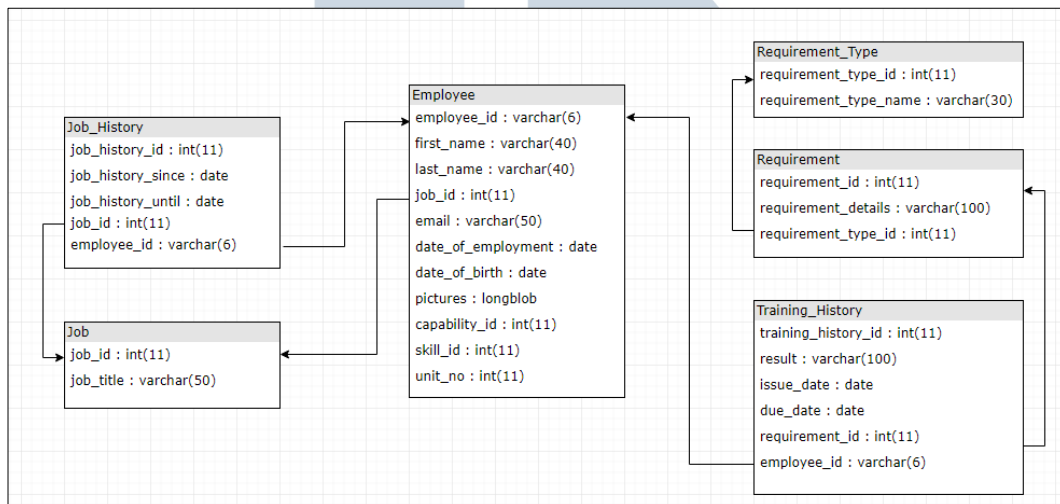 Job_History
job_history_id : int(11)
job_history_since : date
job_history_until : date
job_id : int(11)
employee_id : varchar(6)
Job
job_id : int(11)
job_title : varchar(50)
Employee
employee_id : varchar(6)
first_name : varchar(40)
last_name : varchar(40)
job_id : int(11)
email : varchar(50)
date_of_employment : date
date_of_birth : date
pictures : longblob
capability_id : int(11)
skill_id : int(11)
unit_no : int(11)
Requirement_Type
requirement_type_id : int(11)
requirement_type_name : varchar(30)
Requirement
requirement_id : int(11)
requirement_details : varchar(100)
requirement_type_id : int(11)
Training_History
training_history_id : int(11)
result : varchar(100)
issue_date : date
due_date : date
requirement_id : int(11)
employee_id : varchar(6)